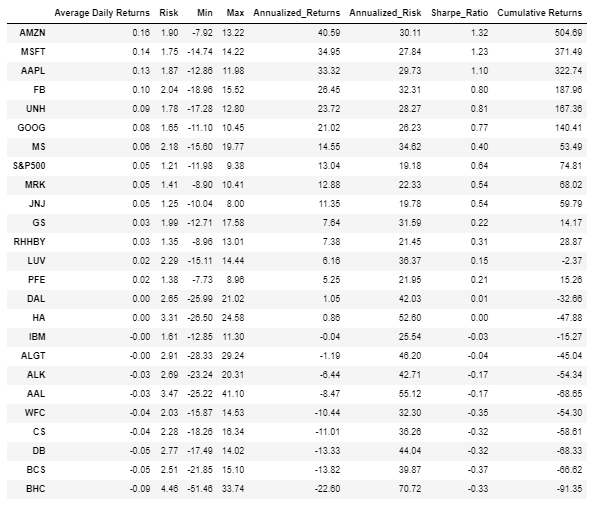 Average Daily Returns Risk Min Max Annualized_Returns Annualized_Risk Sharpe_Ratio Cumulative Returns
AMZN 0.16 1.90 -7.92 13.22 40.59 30.11 1.32 504.69
MSFT 0.14 1.75 -14.74 14.22 34.95 27.84 1.23 371.49
AAPL 0.13 1.87 -12.86 11.98 33.32 29.73 1.10 322.74
FB 0.10 2.04 -18.96 15.52 26.45 32.31 0.80 187.96
UNH 0.09 1.78 -17.28 12.80 23.72 28.27 0.81 167.36
GOOG 0.08 1.65 -11.10 10.45 21.02 26.23 0.77 140.41
MS 0.06 2.18 -15.60 19.77 14.55 34.62 0.40 53.49
S&P500 0.05 1.21 -11.98 9.38 13.04 19.18 0.64 74.81
MRK 0.05 1.41 -8.90 10.41 12.88 22.33 0.54 68.02
JNJ 0.05 1.25 -10.04 8.00 11.35 19.78 0.54 59.79
GS 0.03 1.99 -12.71 17.58 7.64 31.59 0.22 14.17
RHHBY 0.03 1.35 -8.96 13.01 7.38 21.45 0.31 28.87
LUV 0.02 2.29 -15.11 14.44 6.16 36.37 0.15 -2.37
PFE 0.02 1.38 -7.73 8.96 5.25 21.95 0.21 15.26
DAL 0.00 2.65 -25.99 21.02 1.05 42.03 0.01 -32.66
HA 0.00 3.31 -26.50 24.58 0.86 52.60 0.00 -47.88
IBM -0.00 1.61 -12.85 11.30 -0.04 25.54 -0.03 -15.27
ALGT -0.00 2.91 -28.33 29.24 -1.19 46.20 -0.04 -45.04
ALK -0.03 2.69 -23.24 20.31 -6.44 42.71 -0.17 -54.34
AAL -0.03 3.47 -25.22 41.10 -8.47 55.12 -0.17 -68.65
WFC -0.04 2.03 -15.87 14.53 -10.44 32.30 -0.35 -54.30
CS -0.04 2.28 -18.26 16.34 -11.01 36.26 -0.32 -58.61
DB -0.05 2.77 -17.49 14.02 -13.33 44.04 -0.32 -68.33
BCS -0.05 2.51 -21.85 15.10 -13.82 39.87 -0.37 -66.62
BHC -0.09 4.46 -51.46 33.74 -22.60 70.72 -0.33 -91.35